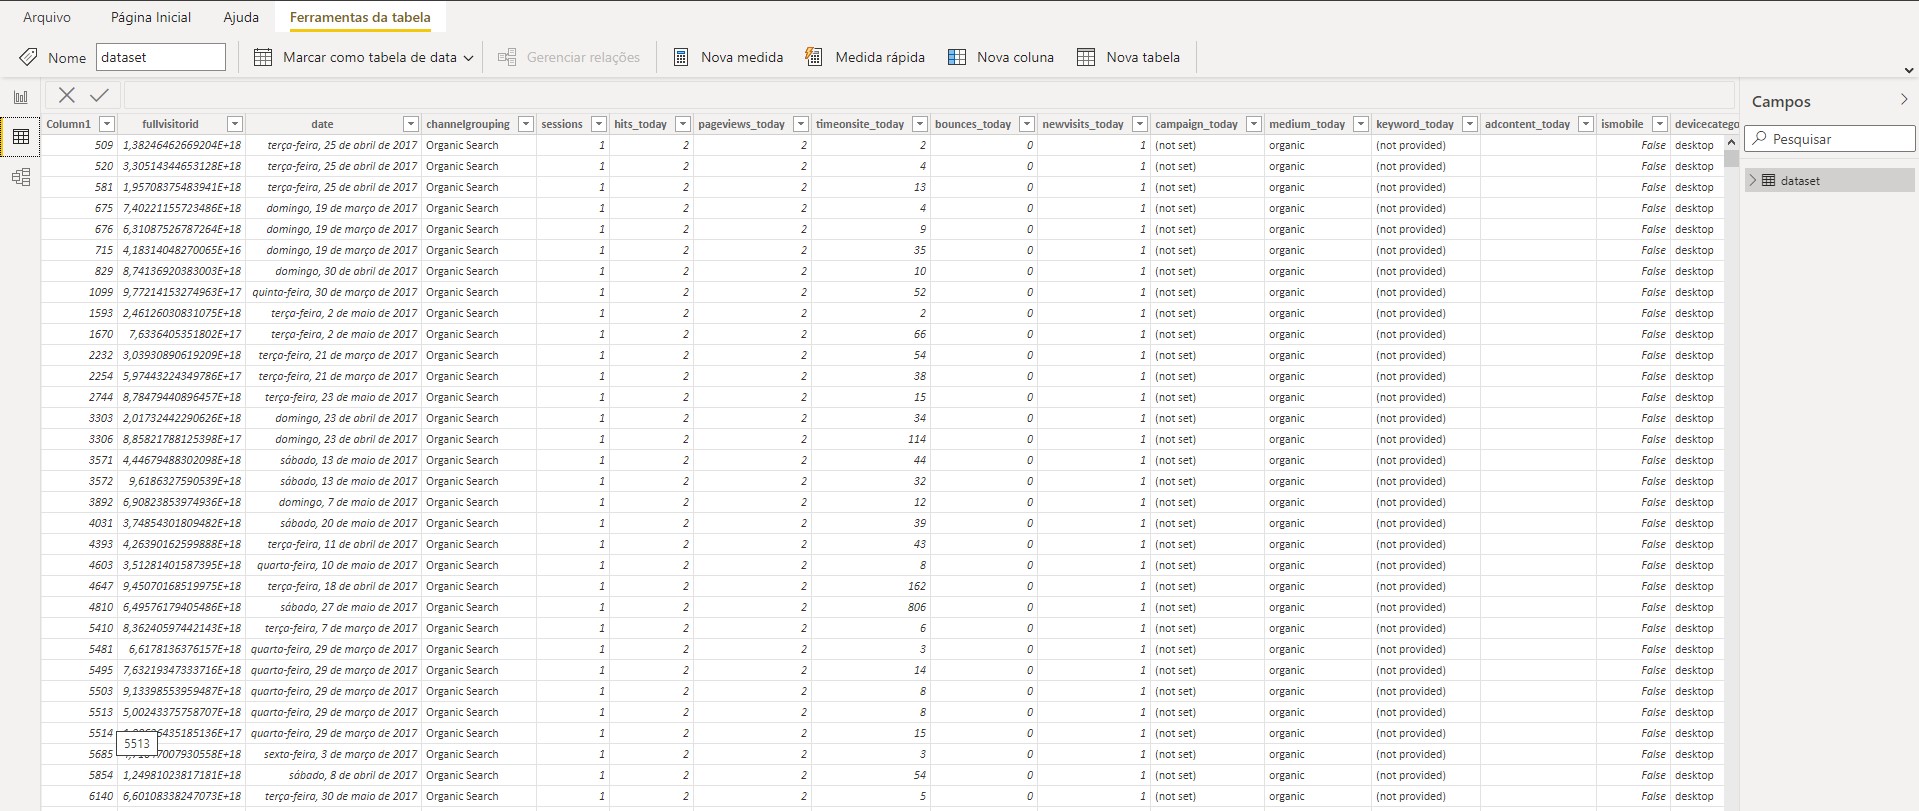 Arquivo Página Inicial Ajuda Ferramentas da tabela
Nome dataset Marcar como tabela de data Gerenciar relações Nova medida Medida rápida Nova coluna Nova tabela
Campos
Pesquisar
dataset
Column1 fullvisitorid date channelgrouping sessions hits_today pageviews_today timeonsite_today bounces_today newvisits_today campaign_today medium_today keyword_today adcontent_today ismobile devicecatego
509 1,38246462669204E+18 terça-feira, 25 de abril de 2017 Organic Search 1 2 2 2 0 1 (not set) organic (not provided) False desktop
520 3,30514344653128E+18 terça-feira, 25 de abril de 2017 Organic Search 1 2 2 4 0 1 (not set) organic (not provided) False desktop
581 1,95708375483941E+18 terça-feira, 25 de abril de 2017 Organic Search 1 2 2 13 0 1 (not set) organic (not provided) False desktop
675 7,40221155723486E+18 domingo, 19 de março de 2017 Organic Search 1 2 2 4 0 1 (not set) organic (not provided) False desktop
676 6,31087526787264E+18 domingo, 19 de março de 2017 Organic Search 1 2 2 9 0 1 (not set) organic (not provided) False desktop
715 4,18314048270065E+16 domingo, 19 de março de 2017 Organic Search 1 2 2 35 0 1 (not set) organic (not provided) False desktop
829 8,74136920383003E+18 domingo, 30 de abril de 2017 Organic Search 1 2 2 10 0 1 (not set) organic (not provided) False desktop
1099 9,77214153274963E+17 quinta-feira, 30 de março de 2017 Organic Search 1 2 2 52 0 1 (not set) organic (not provided) False desktop
1593 2,46126030831075E+18 terça-feira, 2 de maio de 2017 Organic Search 1 2 2 2 0 1 (not set) organic (not provided) False desktop
1670 7,6336405351802E+17 terça-feira, 2 de maio de 2017 Organic Search 1 2 2 66 0 1 (not set) organic (not provided) False desktop
2232 3,03930890619209E+18 terça-feira, 21 de março de 2017 Organic Search 1 2 2 54 0 1 (not set) organic (not provided) False desktop
2254 5,97443224349786E+17 terça-feira, 21 de março de 2017 Organic Search 1 2 2 38 0 1 (not set) organic (not provided) False desktop
2744 8,78479440896457E+18 terça-feira, 23 de maio de 2017 Organic Search 1 2 2 15 0 1 (not set) organic (not provided) False desktop
3303 2,01732442290626E+18 domingo, 23 de abril de 2017 Organic Search 1 2 2 34 0 1 (not set) organic (not provided) False desktop
3306 8,85821788125398E+17 domingo, 23 de abril de 2017 Organic Search 1 2 2 114 0 1 (not set) organic (not provided) False desktop
3571 4,44679488302098E+18 sábado, 13 de maio de 2017 Organic Search 1 2 2 44 0 1 (not set) organic (not provided) False desktop
3572 9,6186327590539E+18 sábado, 13 de maio de 2017 Organic Search 1 2 2 32 0 1 (not set) organic (not provided) False desktop
3892 6,90823853974936E+18 domingo, 7 de maio de 2017 Organic Search 1 2 2 12 0 1 (not set) organic (not provided) False desktop
4031 3,74854301809482E+18 sábado, 20 de maio de 2017 Organic Search 1 2 2 39 0 1 (not set) organic (not provided) False desktop
4393 4,26390162599888E+18 terça-feira, 11 de abril de 2017 Organic Search 1 2 2 43 0 1 (not set) organic (not provided) False desktop
4603 3,51281401587395E+18 quarta-feira, 10 de maio de 2017 Organic Search 1 2 2 8 0 1 (not set) organic (not provided) False desktop
4647 9,45070168519975E+18 terça-feira, 18 de abril de 2017 Organic Search 1 2 2 162 0 1 (not set) organic (not provided) False desktop
4810 6,49576179405486E+18 sábado, 27 de maio de 2017 Organic Search 1 2 2 806 0 1 (not set) organic (not provided) False desktop
5410 8,36240597442143E+18 terça-feira, 7 de março de 2017 Organic Search 1 2 2 6 0 1 (not set) organic (not provided) False desktop
5481 6,6178136376157E+18 quarta-feira, 29 de março de 2017 Organic Search 1 2 2 3 0 1 (not set) organic (not provided) False desktop
5495 7,63219347333716E+18 quarta-feira, 29 de março de 2017 Organic Search 1 2 2 14 0 1 (not set) organic (not provided) False desktop
5503 9,13398553959487E+18 quarta-feira, 29 de março de 2017 Organic Search 1 2 2 8 0 1 (not set) organic (not provided) False desktop
5513 5,00243375758707E+18 quarta-feira, 29 de março de 2017 Organic Search 1 2 2 8 0 1 (not set) organic (not provided) False desktop
5514 quarta-feira, 29 de março de 2017 Organic Search 1 2 2 15 0 1 (not set) organic (not provided) False desktop
5513
5685 sexta-feira, 3 de março de 2017 Organic Search 1 2 2 3 0 1 (not set) organic (not provided) False desktop
5854 1,24981023817181E+18 sábado, 8 de abril de 2017 Organic Search 1 2 2 54 0 1 (not set) organic (not provided) False desktop
6140 6,60108338247073E+18 terça-feira, 30 de maio de 2017 Organic Search 1 2 2 5 0 1 (not set) organic (not provided) False desktop